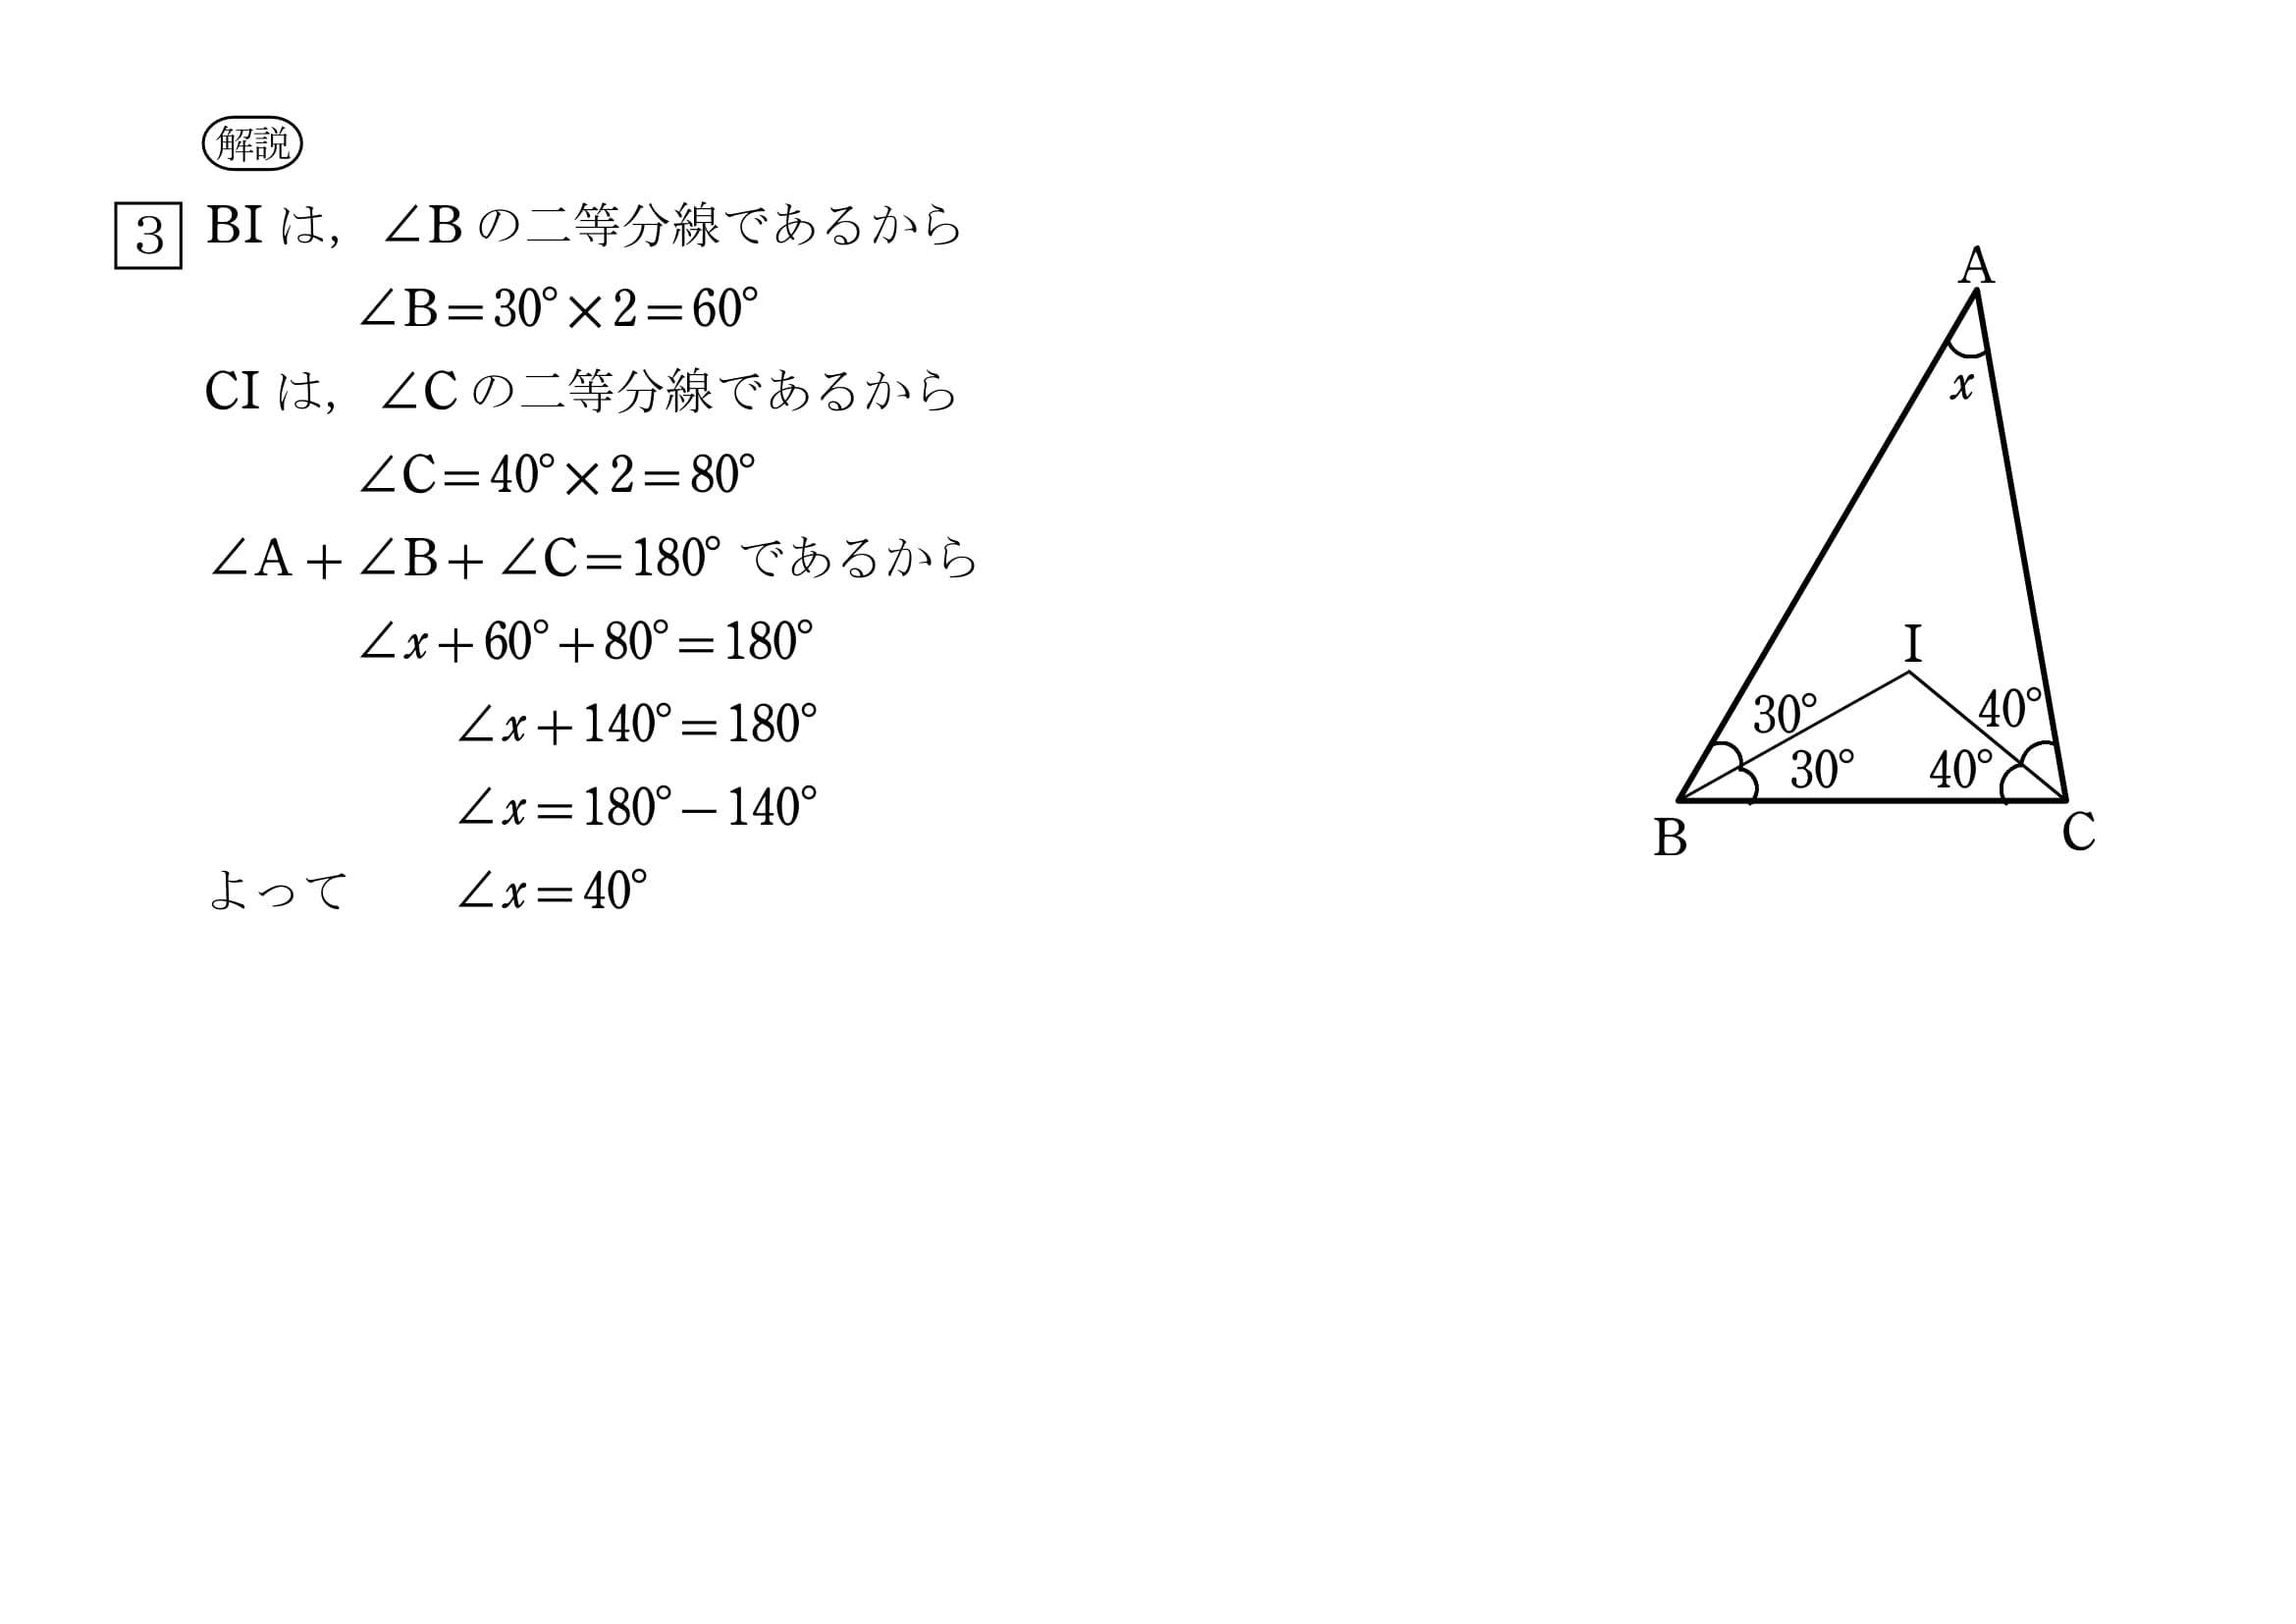 解説
3 BI は, ∠B の二等分線であるから
∠B=30°×2=60°
CI は, ∠C の二等分線であるから
∠C=40°×2=80°
∠A+∠B+∠C=180° であるから
∠x+60°+80°=180°
∠x+140°=180°
∠x=180°−140°
よって ∠x=40°
A
x
I
30° 40°
30° 40°
B C